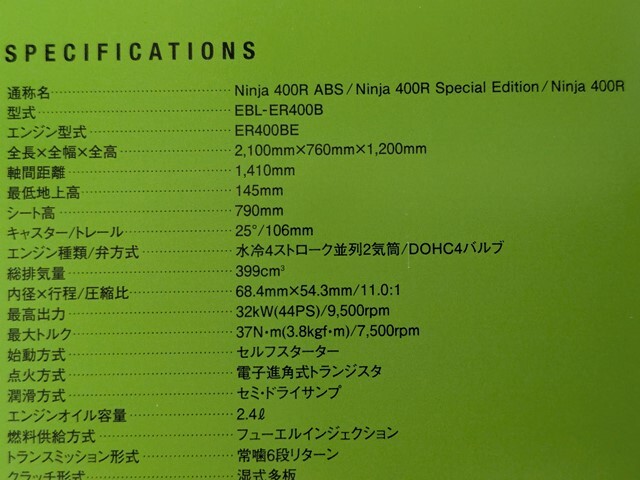 SPECIFICATIONS
通称名 Ninja 400R ABS/Ninja 400R Special Edition/Ninja 400R
型式 EBL-ER400B
エンジン型式 ER400BE
全長×全幅×全高 2,100mm×760mm×1,200mm
軸間距離 1,410mm
最低地上高 145mm
シート高 790mm
キャスター/トレール 25°/106mm
エンジン種類/弁方式 水冷4ストローク並列2気筒/DOHC4バルブ
総排気量 399cm³
内径×行程/圧縮比 68.4mm×54.3mm/11.0:1
最高出力 32kW(44PS)/9,500rpm
最大トルク 37N・m(3.8kgf・m)/7,500rpm
始動方式 セルフスターター
点火方式 電子進角式トランジスタ
潤滑方式 セミ・ドライサンプ
エンジンオイル容量 2.4ℓ
燃料供給方式 フューエルインジェクション
トランスミッション形式 常噛6段リターン
クラッチ形式 湿式多板